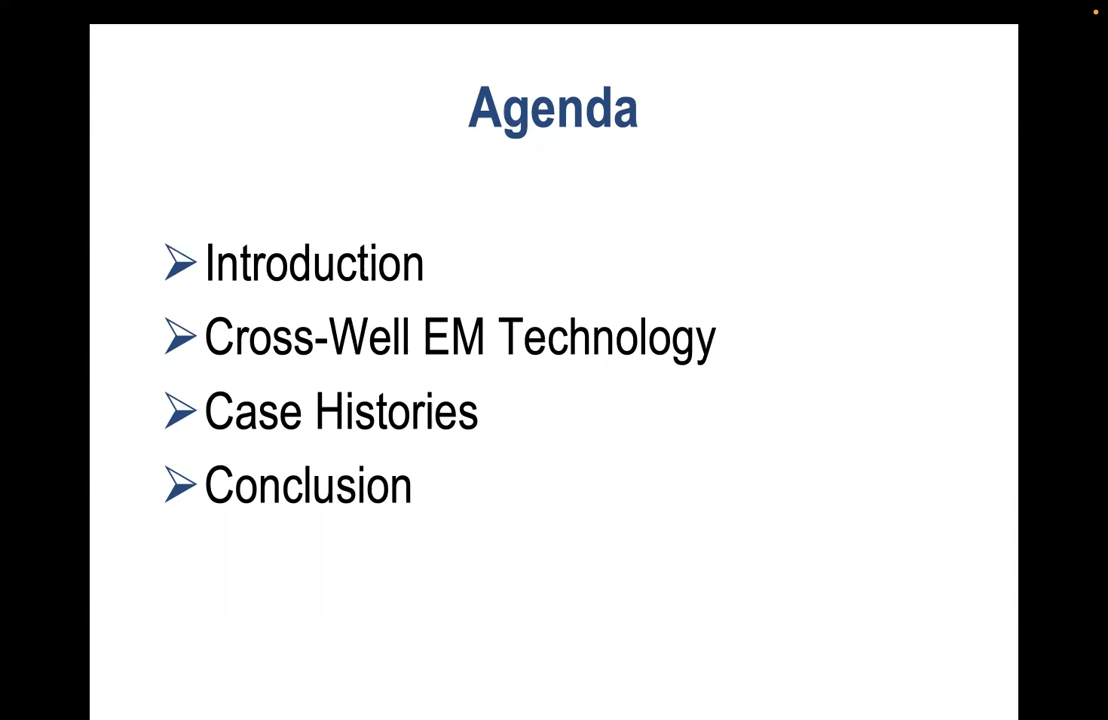 Agenda
Introduction
Cross-Well EM Technology
Case Histories
Conclusion